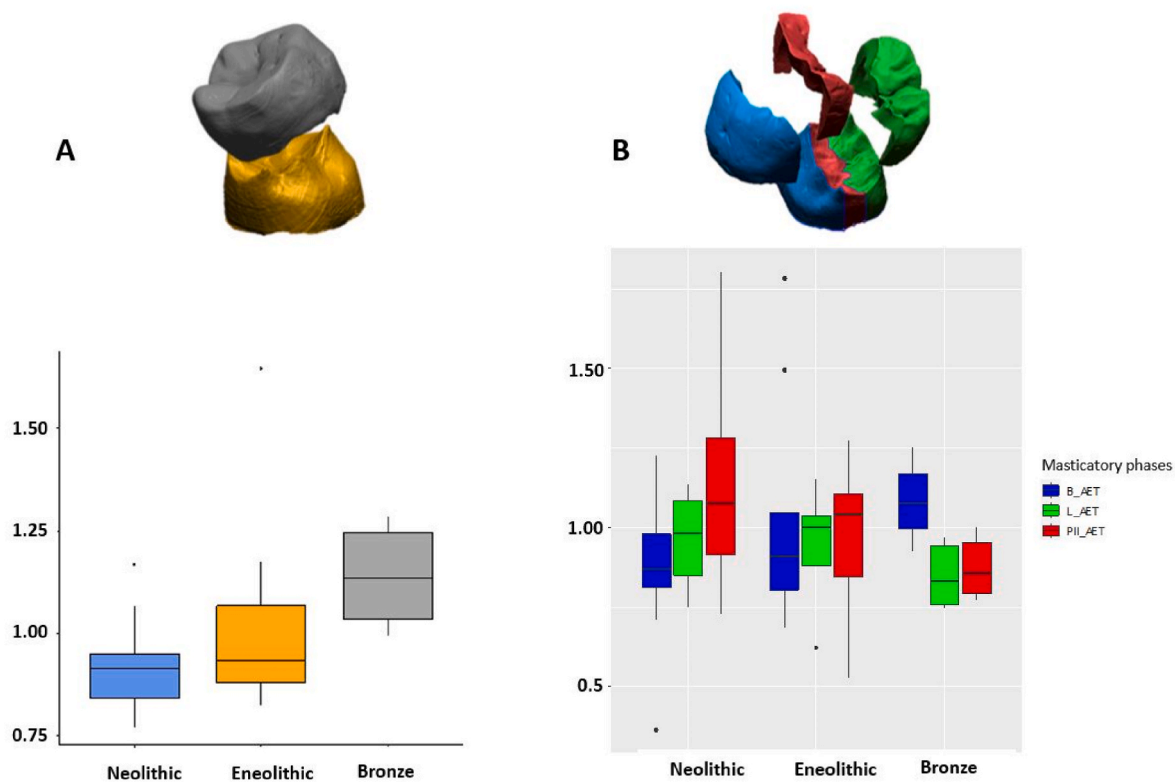 A
B
1.50
1.25
1.00
0.75
Neolithic Eneolithic Bronze
1.50
1.00
0.5
Neolithic Eneolithic Bronze
Masticatory phases
B_AET
L_AET
PII_AET